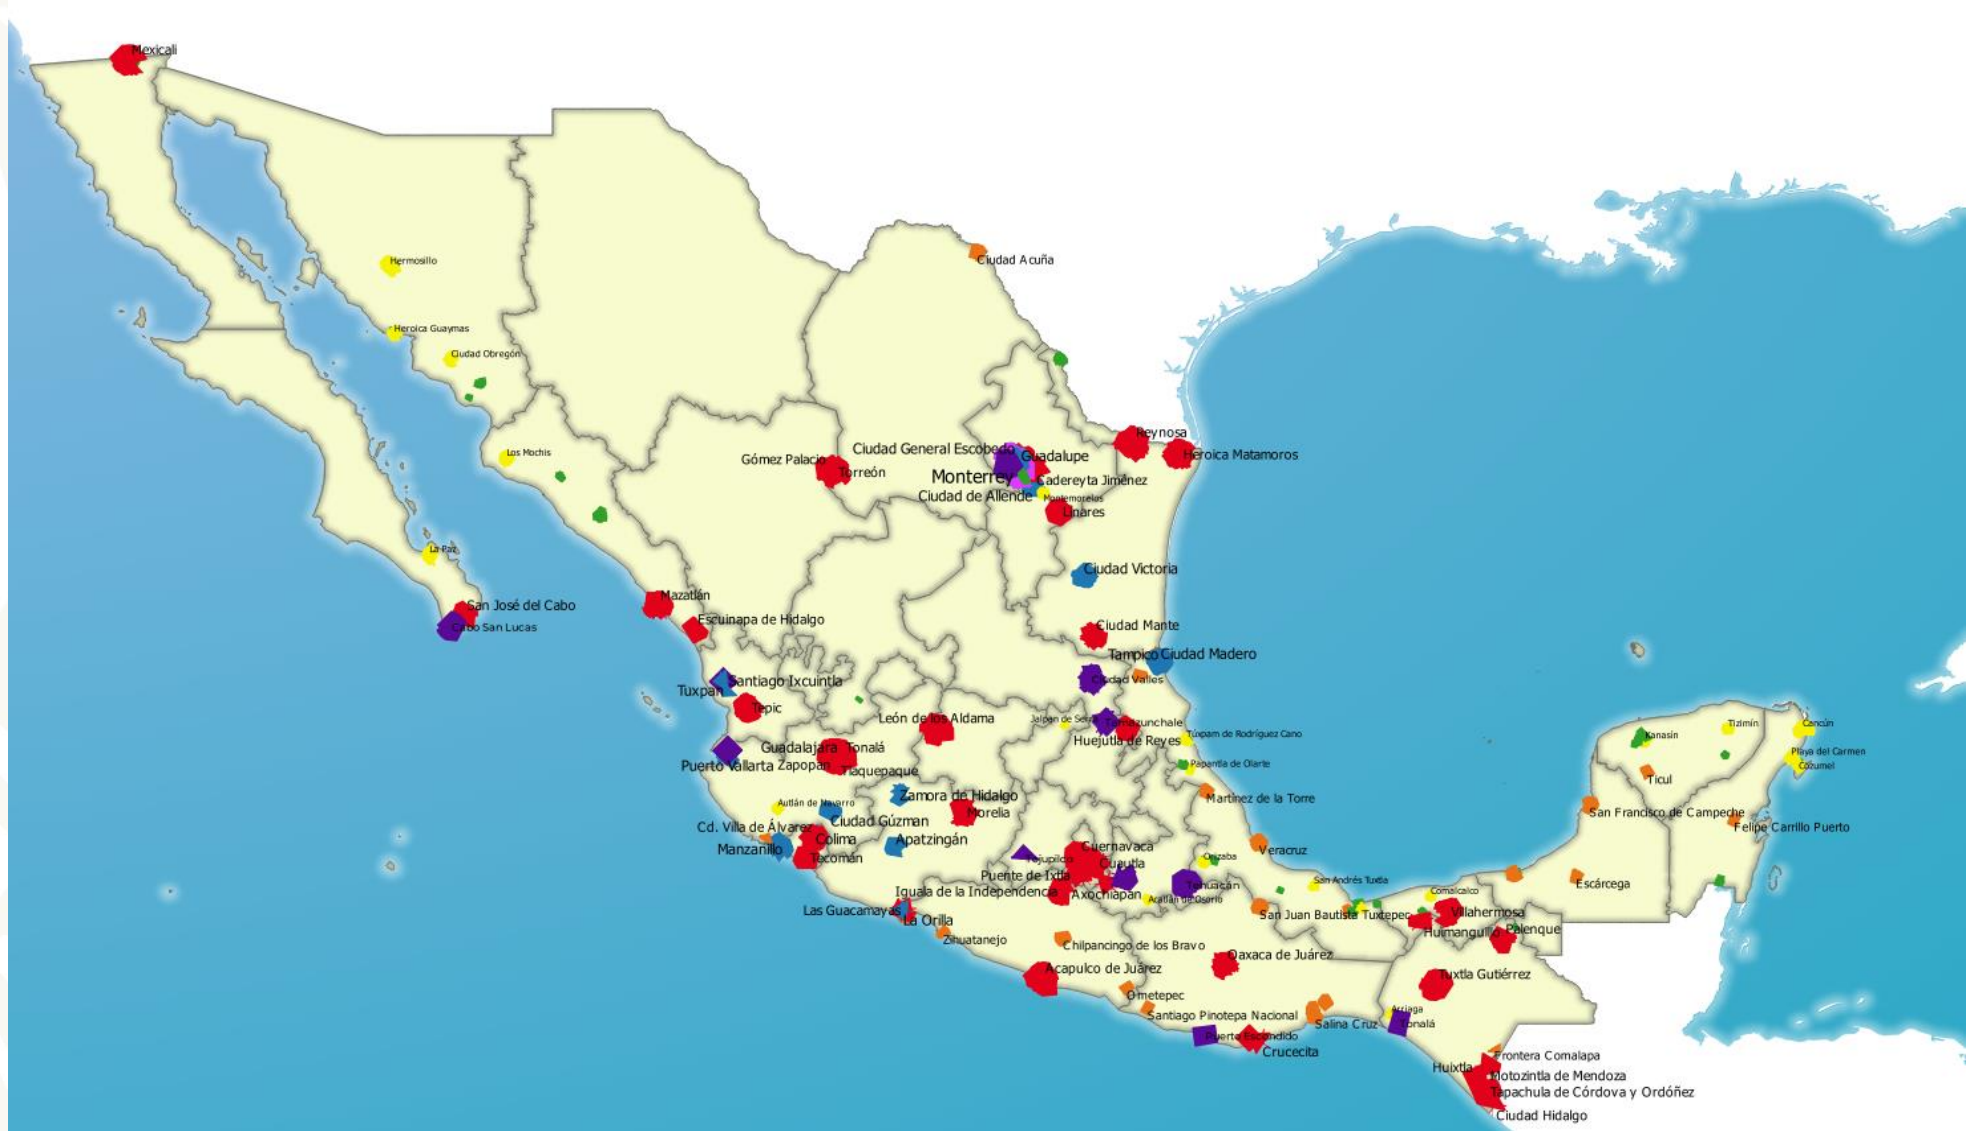 Mexicali
Hermosillo
Ciudad Acuña
Heroica Guaymas
Ciudad Obregón
Reynosa
Ciudad General Escobedo
Guadalupe
Heroica Matamoros
Los Mochis
Gómez Palacio
Torreón
Monterrey
Cadereyta Jiménez
Ciudad de Allende
Montemorelos
Linares
La Paz
Ciudad Victoria
San José del Cabo
Mazatlán
Cabo San Lucas
Escuinapa de Hidalgo
Ciudad Mante
Tampico
Ciudad Madero
Santiago Ixcuintla
Ciudad Valles
Tuxpan
Tepic
León de los Aldama
Jalpan de Serra
Tamazunchale
Tizimín
Cancún
Huejutla de Reyes
Túxpam de Rodríguez Cano
Kanasín
Guadalajara
Tonalá
Playa del Carmen
Puerto Vallarta
Zapopan
Tlaquepaque
Papantla de Olarte
Cozumel
Ticul
Zamora de Hidalgo
Martínez de la Torre
Autlán de Navarro
Morelia
San Francisco de Campeche
Ciudad Gúzman
Cd. Villa de Álvarez
Felipe Carrillo Puerto
Colima
Apatzingán
Manzanillo
Cuernavaca
Veracruz
Tecomán
Tejupilco
Cuautla
Orizaba
Puente de Ixtla
San Andrés Tuxtla
Escárcega
Tehuacán
Iguala de la Independencia
Axochiapan
Acatlán de Osorio
Comalcalco
Las Guacamayas
La Orilla
San Juan Bautista Tuxtepec
Villahermosa
Huimanguillo
Palenque
Zihuatanejo
Chilpancingo de los Bravo
Oaxaca de Juárez
Acapulco de Juárez
Tuxtla Gutiérrez
Ometepec
Santiago Pinotepa Nacional
Arriaga
Salina Cruz
Tonalá
Puerto Escondido
Crucecita
Frontera Comalapa
Huixtla
Motozintla de Mendoza
Tapachula de Córdova y Ordóñez
Ciudad Hidalgo